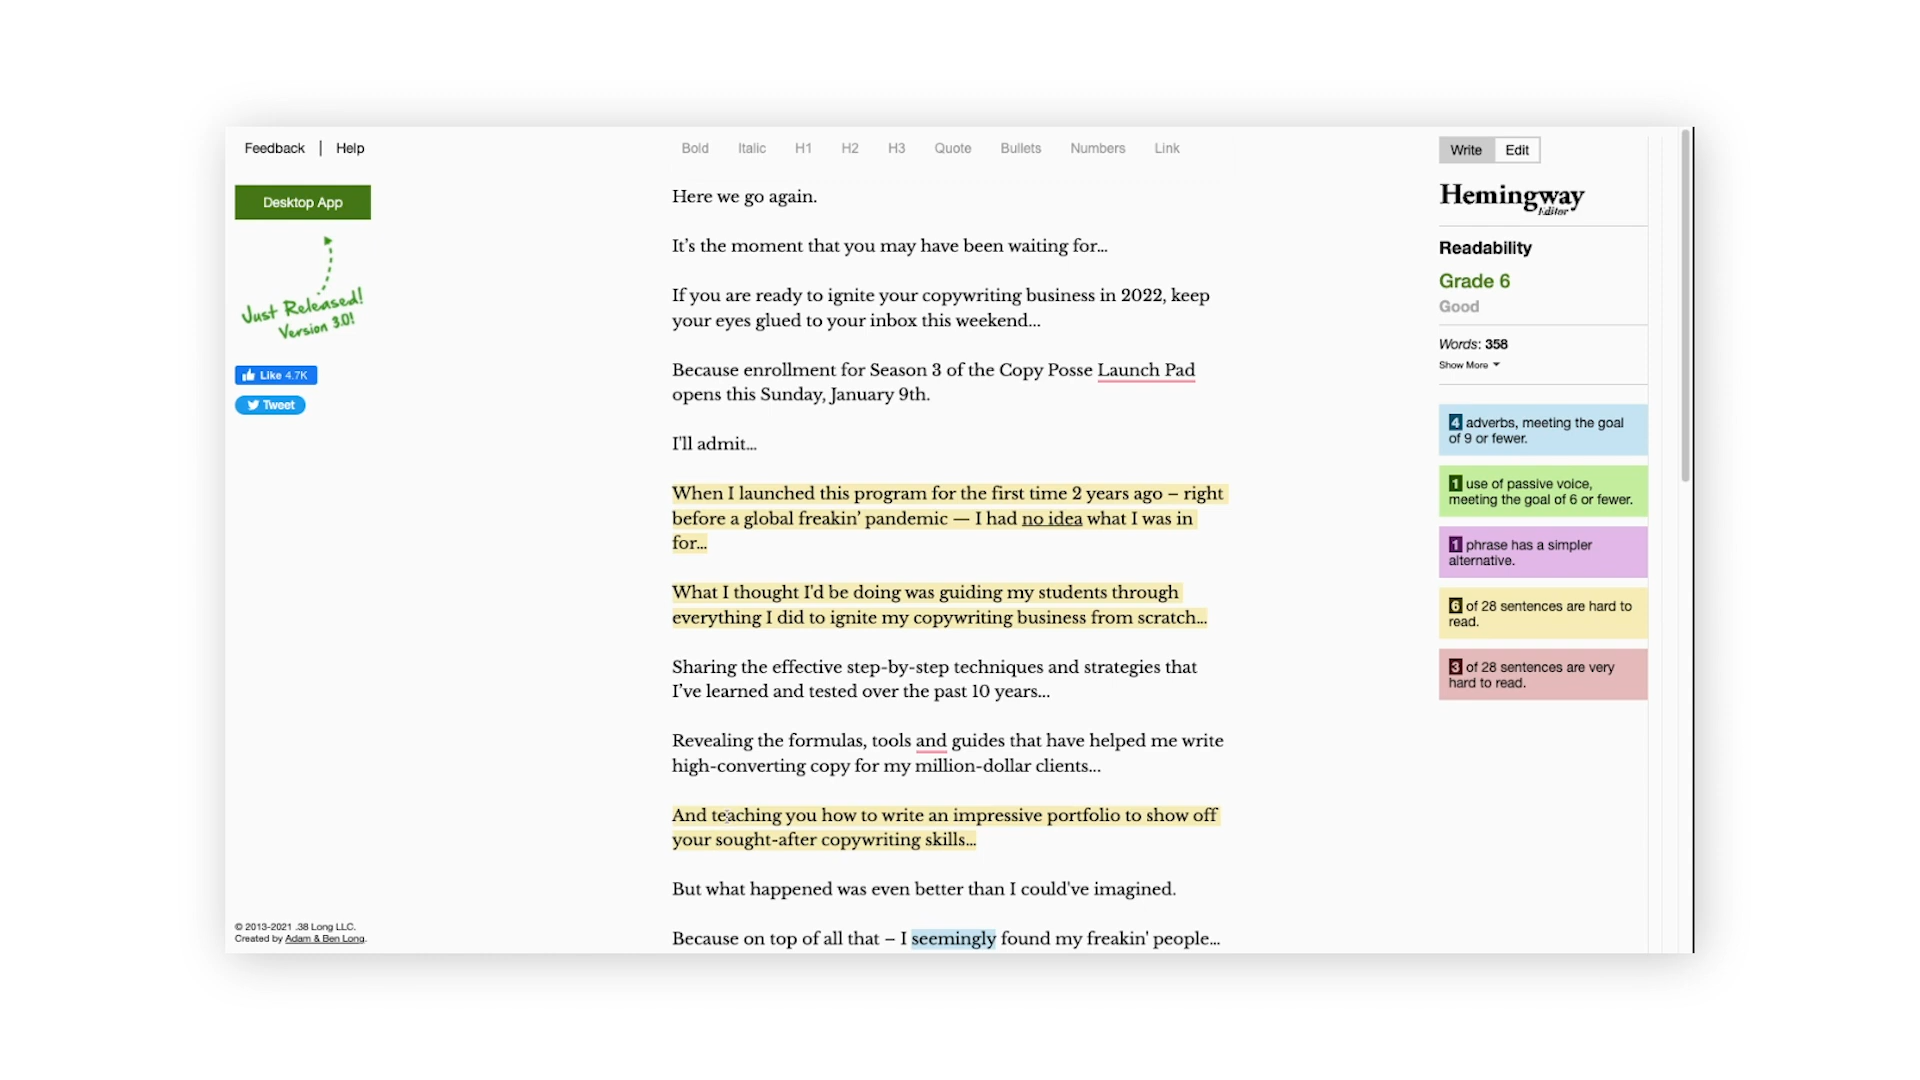 Feedback | Help
Bold Italic H1 H2 H3 Quote Bullets Numbers Link
Write Edit
Desktop App
Just Released!
Version 3.0!
Like 4.7K
Tweet
Here we go again.
It’s the moment that you may have been waiting for…
If you are ready to ignite your copywriting business in 2022, keep
your eyes glued to your inbox this weekend...
Because enrollment for Season 3 of the Copy Posse Launch Pad
opens this Sunday, January 9th.
I'll admit…
When I launched this program for the first time 2 years ago – right
before a global freakin’ pandemic — I had no idea what I was in
for…
What I thought I'd be doing was guiding my students through
everything I did to ignite my copywriting business from scratch…
Sharing the effective step-by-step techniques and strategies that
I’ve learned and tested over the past 10 years…
Revealing the formulas, tools and guides that have helped me write
high-converting copy for my million-dollar clients…
And teaching you how to write an impressive portfolio to show off
your sought-after copywriting skills…
But what happened was even better than I could've imagined.
Because on top of all that – I seemingly found my freakin' people…
Hemingway
Editor
Readability
Grade 6
Good
Words: 358
Show More
4 adverbs, meeting the goal
of 9 or fewer.
1 use of passive voice,
meeting the goal of 6 or fewer.
1 phrase has a simpler
alternative.
6 of 28 sentences are hard to
read.
3 of 28 sentences are very
hard to read.
© 2013-2021 .38 Long LLC.
Created by Adam & Ben Long.